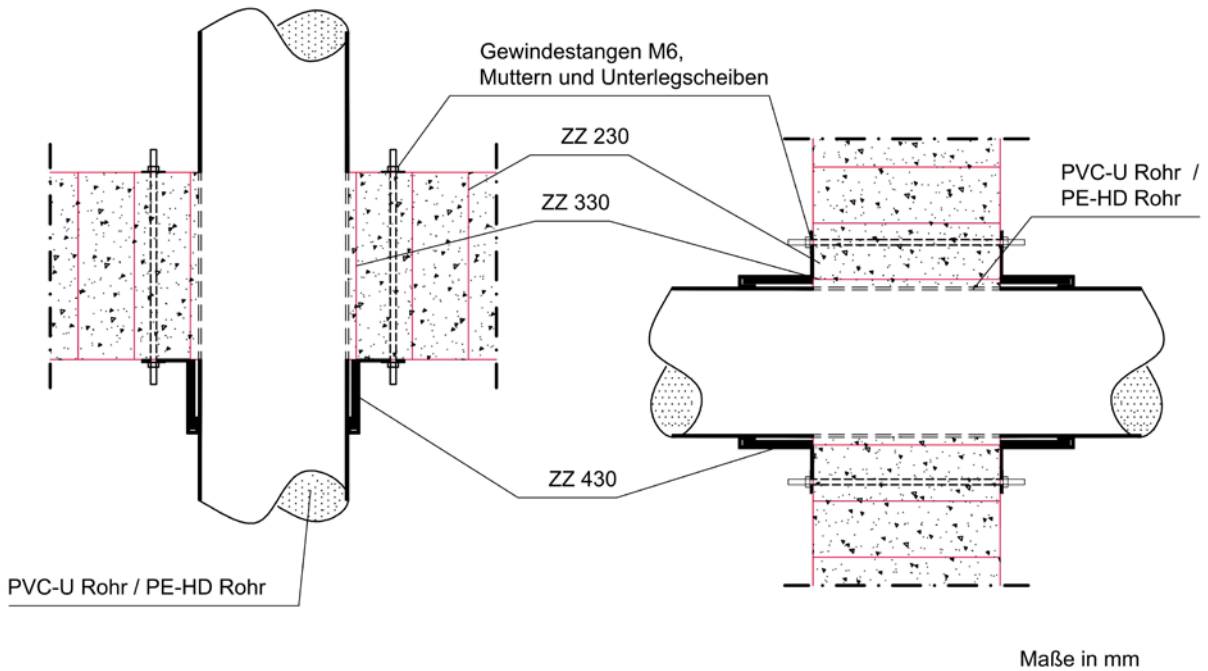 Gewindestangen M6,
Muttern und Unterlegscheiben
ZZ 230
PVC-U Rohr /
PE-HD Rohr
ZZ 330
ZZ 430
PVC-U Rohr / PE-HD Rohr
Maße in mm